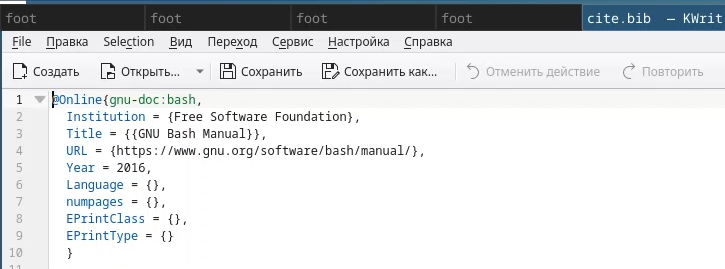 foot foot foot foot cite.bib — KWrit
File Правка Selection Вид Переход Сервис Настройка Справка
Создать Открыть... Сохранить Сохранить как... Отменить действие Повторить
1 @Online{gnu-doc:bash,
2 Institution = {Free Software Foundation},
3 Title = {{GNU Bash Manual}},
4 URL = {https://www.gnu.org/software/bash/manual/},
5 Year = 2016,
6 Language = {},
7 numpages = {},
8 EPrintClass = {},
9 EPrintType = {}
10 }
11